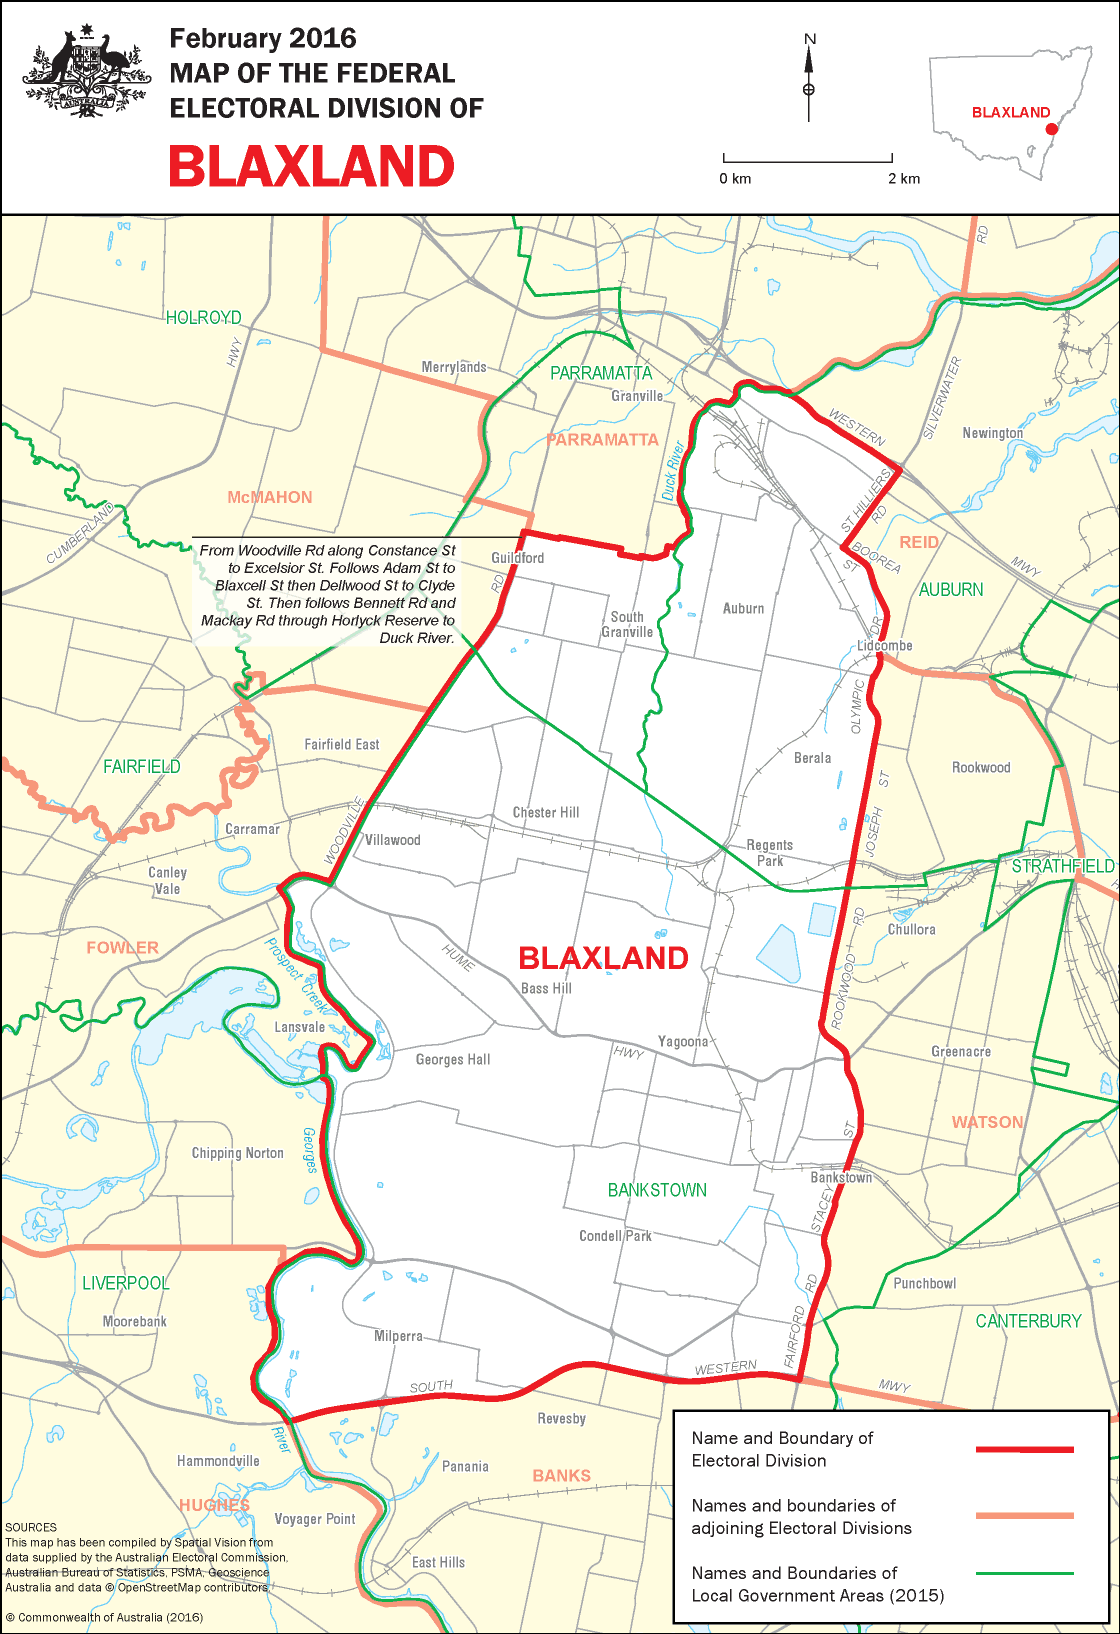 February 2016
MAP OF THE FEDERAL
ELECTORAL DIVISION OF
BLAXLAND
AUSTRALIA
N
0 km
2 km
BLAXLAND
RD
HOLROYD
HWY
Merrylands
PARRAMATTA
Granville
PARRAMATTA
WESTERN
SILVERWATER
Newington
Duck River
McMAHON
CUMBERLAND
ST HILLIERS
RD
REID
BOOREA
ST
MWY
AUBURN
From Woodville Rd along Constance St
to Excelsior St. Follows Adam St to
Blaxcell St then Dellwood St to Clyde
St. Then follows Bennett Rd and
Mackay Rd through Horlyck Reserve to
Duck River.
Guildford
RD
South
Granville
Auburn
DR
Lidcombe
OLYMPIC
Fairfield East
FAIRFIELD
Berala
Rookwood
ST
JOSEPH
Carramar
WOODVILLE
Chester Hill
Villawood
Regents
Park
STRATHFIELD
Canley
Vale
RD
Chullora
FOWLER
Prospect Creek
HUME
BLAXLAND
Bass Hill
ROOKWOOD
Lansvale
Georges Hall
HWY
Yagoona
Greenacre
WATSON
Georges
Chipping Norton
ST
Bankstown
BANKSTOWN
STACEY
Condell Park
LIVERPOOL
Moorebank
RD
Punchbowl
CANTERBURY
Milperra
FAIRFORD
SOUTH
WESTERN
MWY
River
Revesby
Hammondville
Panania
BANKS
HUGHES
Voyager Point
East Hills
Name and Boundary of
Electoral Division
Names and boundaries of
adjoining Electoral Divisions
Names and Boundaries of
Local Government Areas (2015)
SOURCES
This map has been compiled by Spatial Vision from
data supplied by the Australian Electoral Commission,
Australian Bureau of Statistics, PSMA, Geoscience
Australia and data © OpenStreetMap contributors
© Commonwealth of Australia (2016)